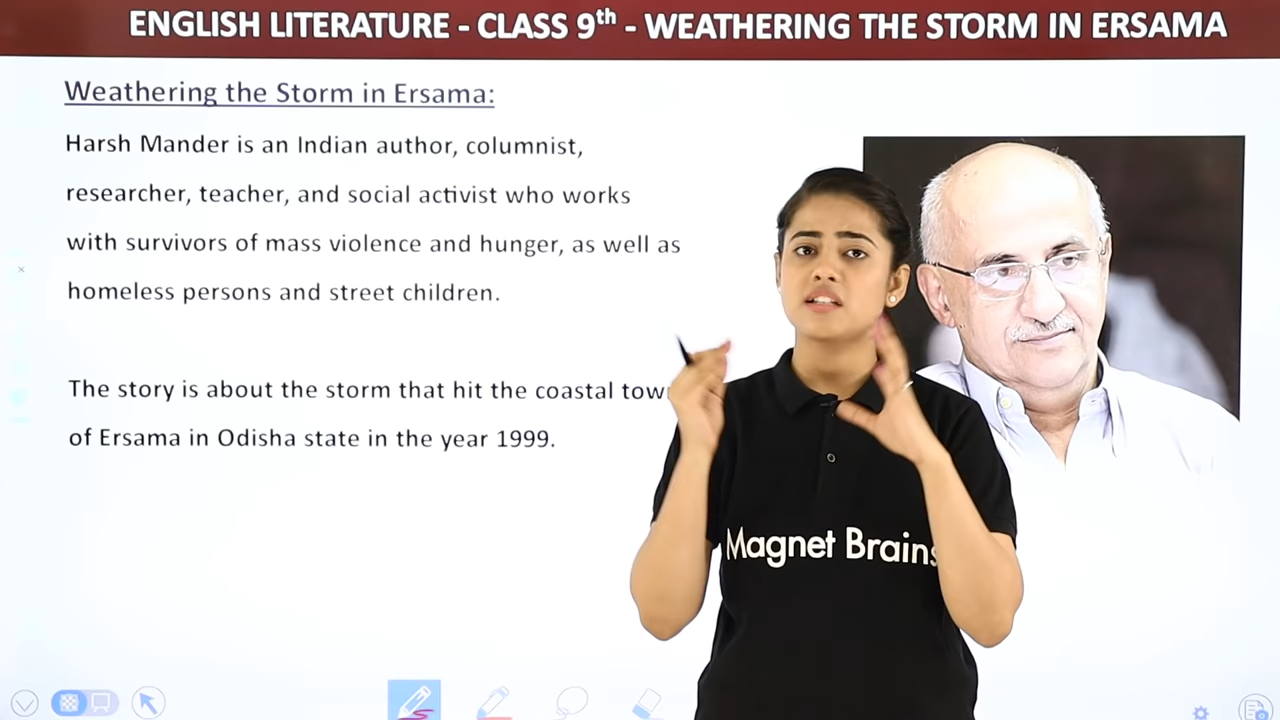 ENGLISH LITERATURE - CLASS 9th - WEATHERING THE STORM IN ERSAMA
Weathering the Storm in Ersama:
Harsh Mander is an Indian author, columnist,
researcher, teacher, and social activist who works
with survivors of mass violence and hunger, as well as
homeless persons and street children.
The story is about the storm that hit the coastal tow
of Ersama in Odisha state in the year 1999.
Magnet Brains